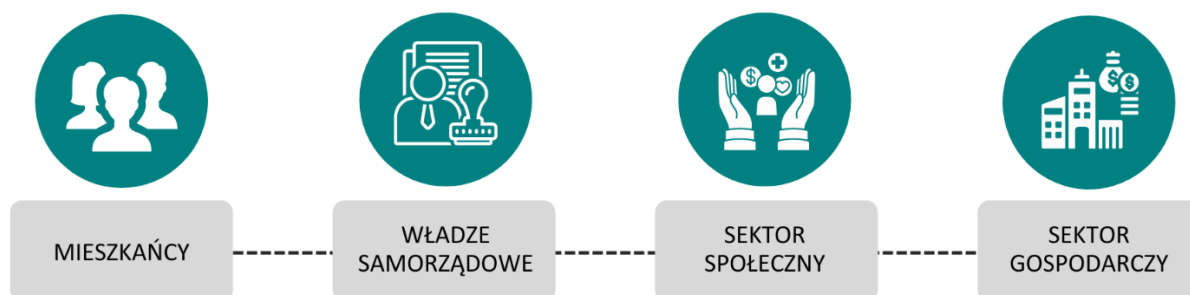 MIESZKAŃCY
WŁADZE
SAMORZĄDOWE
SEKTOR
SPOŁECZNY
SEKTOR
GOSPODARCZY